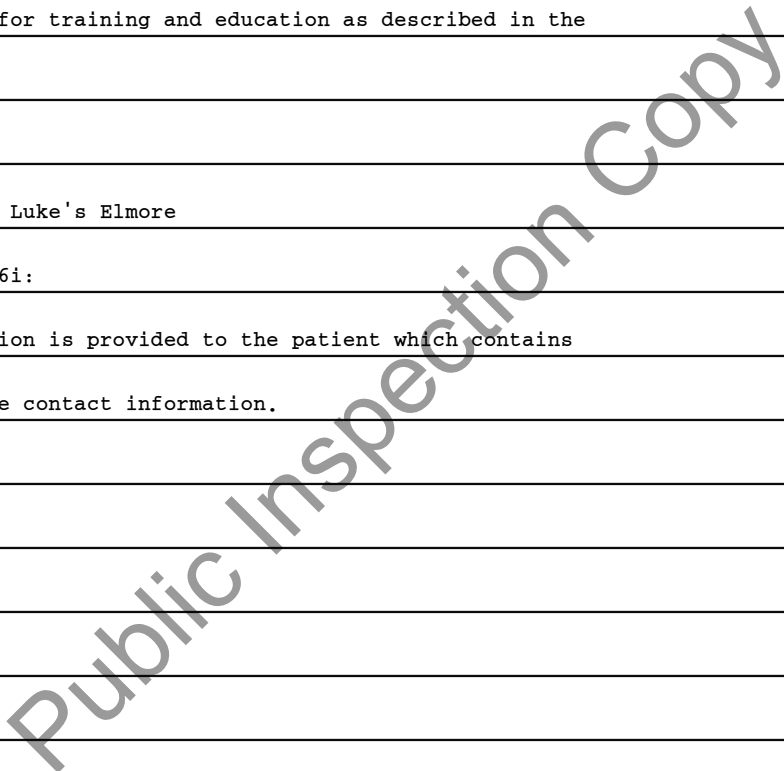 for training and education as described in the
Luke's Elmore
6i:
ion is provided to the patient which contains
e contact information.
Public Inspection Copy